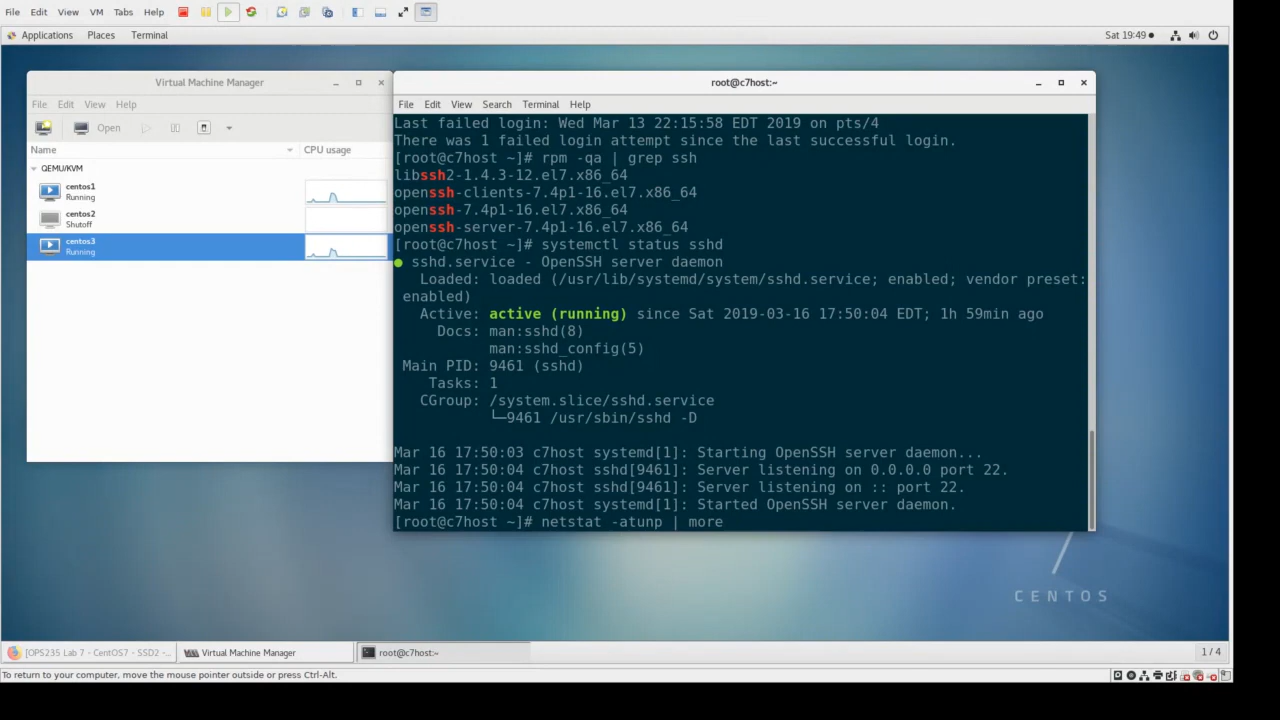 File Edit View VM Tabs Help
Applications Places Terminal Sat 19:49
Virtual Machine Manager
File Edit View Help
Open
Name CPU usage
QEMU/KVM
centos1
Running
centos2
Shutoff
centos3
Running
root@c7host:~
File Edit View Search Terminal Help
Last failed login: Wed Mar 13 22:15:58 EDT 2019 on pts/4
There was 1 failed login attempt since the last successful login.
[root@c7host ~]# rpm -qa | grep ssh
libssh2-1.4.3-12.el7.x86_64
openssh-clients-7.4p1-16.el7.x86_64
openssh-7.4p1-16.el7.x86_64
openssh-server-7.4p1-16.el7.x86_64
[root@c7host ~]# systemctl status sshd
● sshd.service - OpenSSH server daemon
Loaded: loaded (/usr/lib/systemd/system/sshd.service; enabled; vendor preset:
enabled)
Active: active (running) since Sat 2019-03-16 17:50:04 EDT; 1h 59min ago
Docs: man:sshd(8)
man:sshd_config(5)
Main PID: 9461 (sshd)
Tasks: 1
CGroup: /system.slice/sshd.service
└─9461 /usr/sbin/sshd -D
Mar 16 17:50:03 c7host systemd[1]: Starting OpenSSH server daemon...
Mar 16 17:50:04 c7host sshd[9461]: Server listening on 0.0.0.0 port 22.
Mar 16 17:50:04 c7host sshd[9461]: Server listening on :: port 22.
Mar 16 17:50:04 c7host systemd[1]: Started OpenSSH server daemon.
[root@c7host ~]# netstat -atunp | more
7
CENTOS
[OPS235 Lab 7 - CentOS7 - SSD2 -... Virtual Machine Manager root@c7host:~ 1 / 4
To return to your computer, move the mouse pointer outside or press Ctrl-Alt.